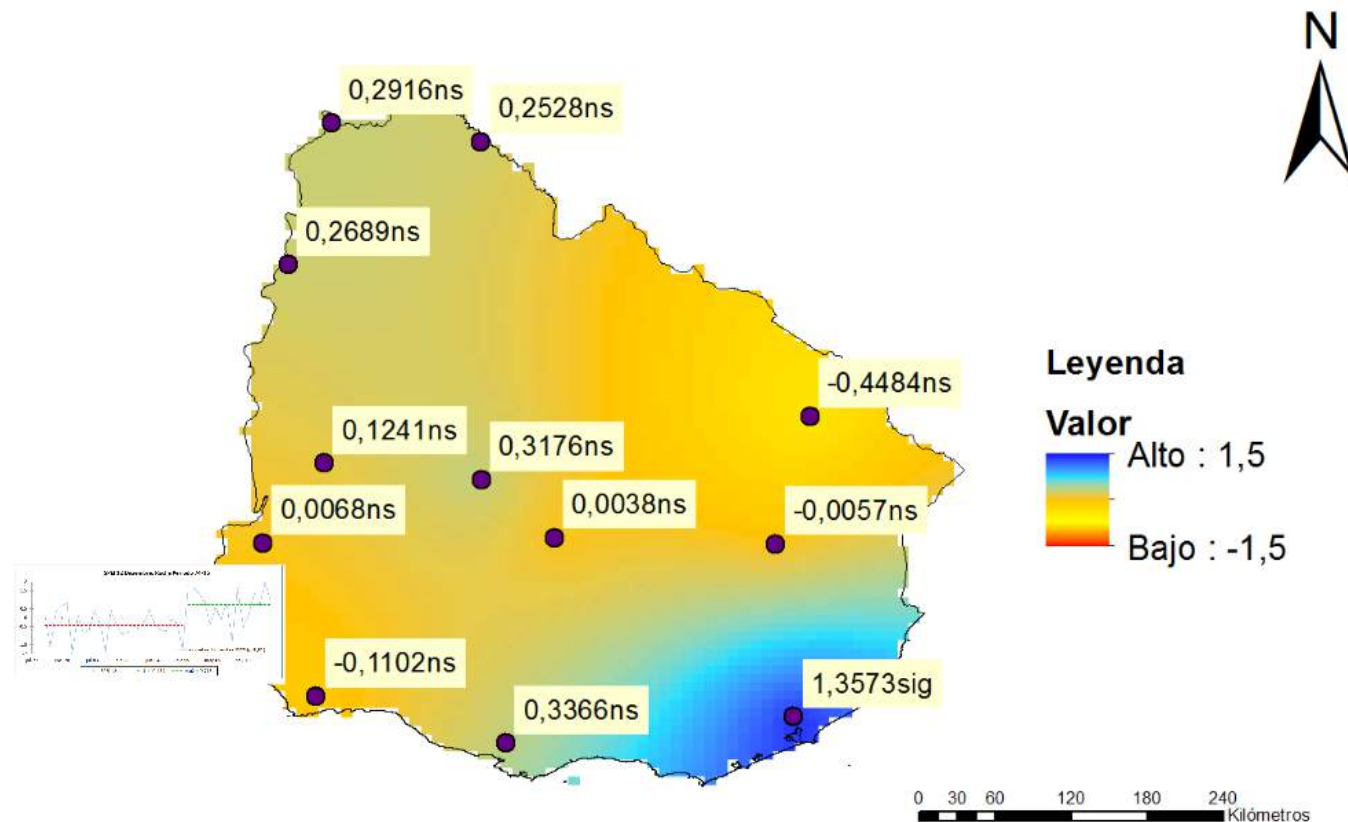 N
0,2916ns
0,2528ns
0,2689ns
-0,4484ns
0,1241ns
0,3176ns
0,0068ns
0,0038ns
-0,0057ns
-0,1102ns
0,3366ns
1,3573sig
Leyenda
Valor
Alto : 1,5
Bajo : -1,5
0 30 60 120 180 240
Kilómetros